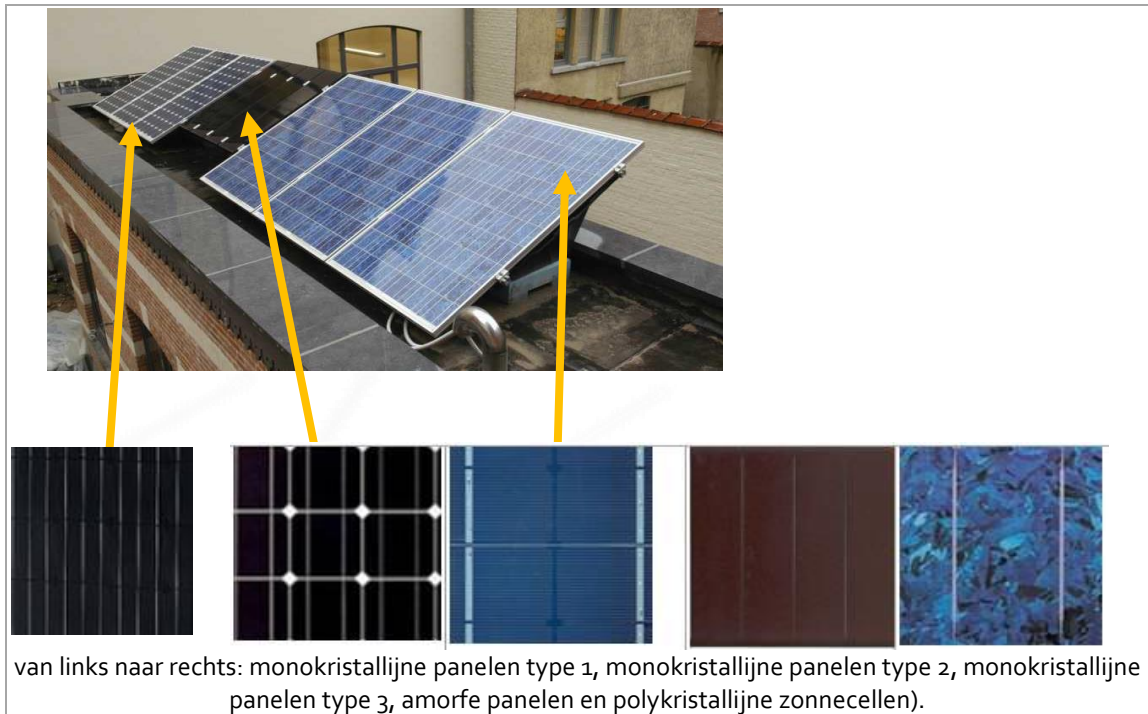 van links naar rechts: monokristallijne panelen type 1, monokristallijne panelen type 2, monokristallijne
panelen type 3, amorfe panelen en polykristallijne zonnecellen).